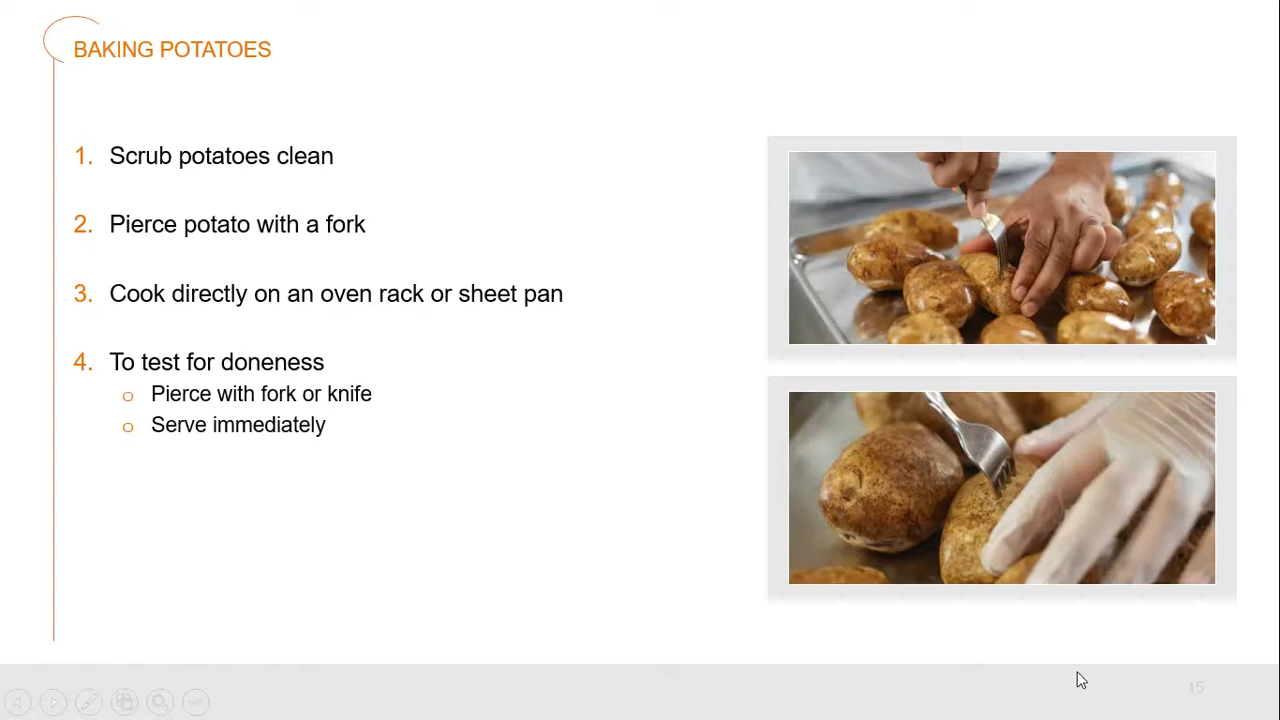 BAKING POTATOES
1. Scrub potatoes clean
2. Pierce potato with a fork
3. Cook directly on an oven rack or sheet pan
4. To test for doneness
o Pierce with fork or knife
o Serve immediately
15